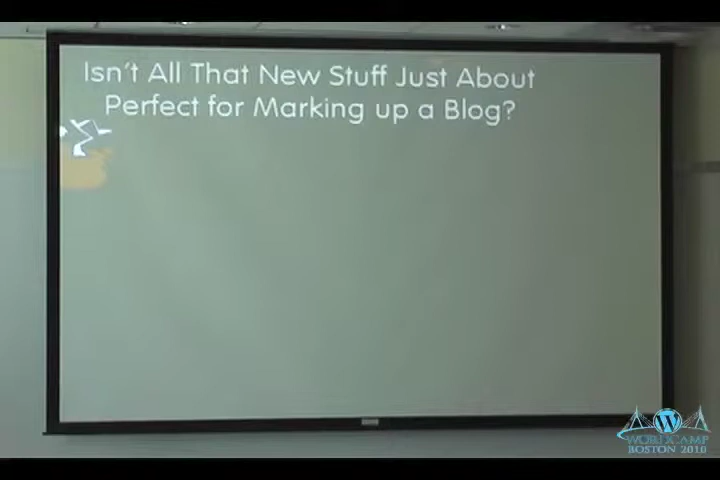 Isn't All That New Stuff Just About
Perfect for Marking up a Blog?
WORDCAMP
BOSTON 2010